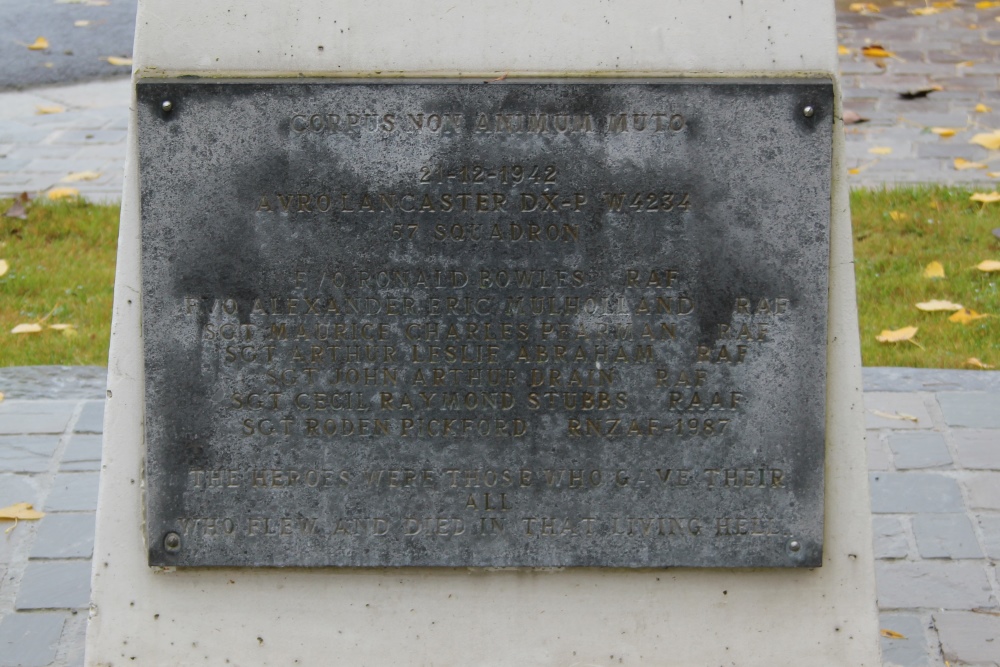 CORPUS NON ANIMUM MUTO
21-12-1942
AVRO LANCASTER DX-P W4234
57 SQUADRON
F/O RONALD BOWLES RAF
F/O ALEXANDER ERIC MULHOLLAND RAF
SGT MAURICE CHARLES PEARMAN RAF
SGT ARTHUR LESLIE ABRAHAM RAF
SGT JOHN ARTHUR DRAIN RAF
SGT CECIL RAYMOND STUBBS RAAF
SGT RODEN PICKFORD RNZAF-1987
THE HEROES WERE THOSE WHO GAVE THEIR
ALL
WHO FLEW AND DIED IN THAT LIVING HELL